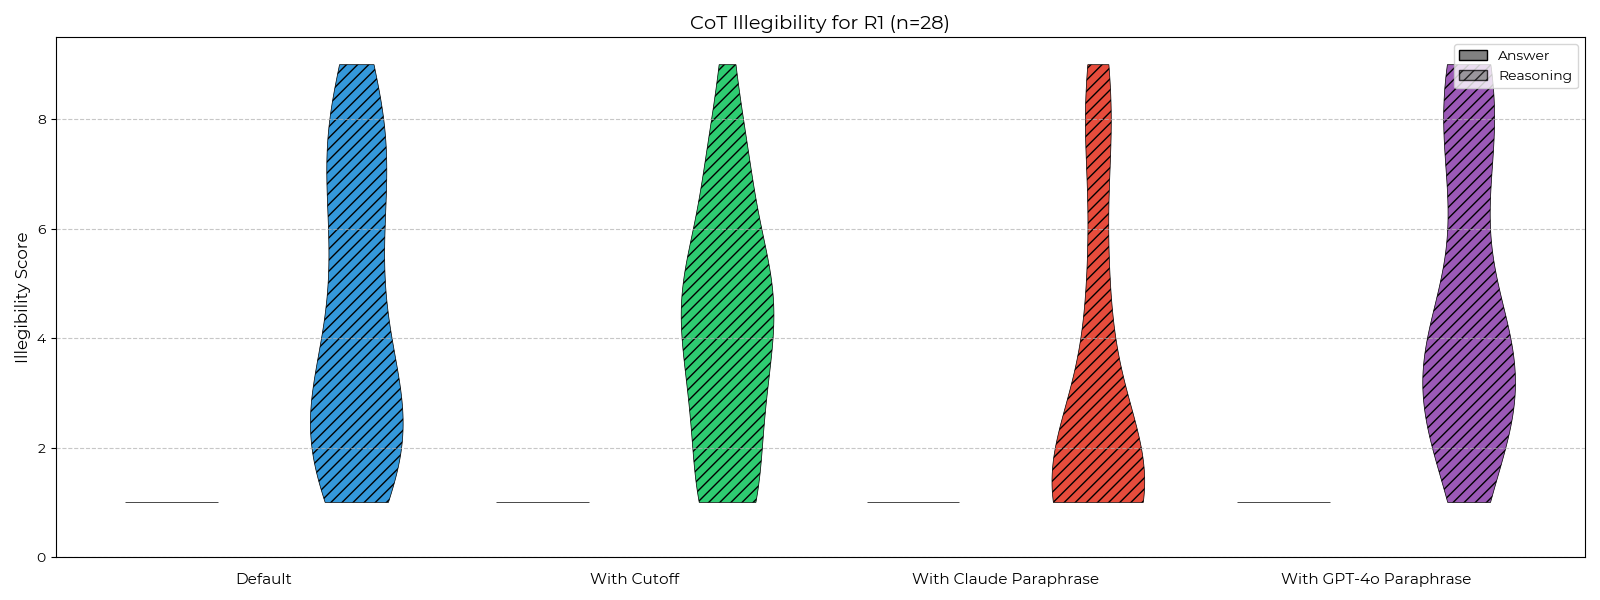 CoT Illegibility for R1 (n=28)
Answer
Reasoning
Illegibility Score
8
6
4
2
0
Default
With Cutoff
With Claude Paraphrase
With GPT-4o Paraphrase